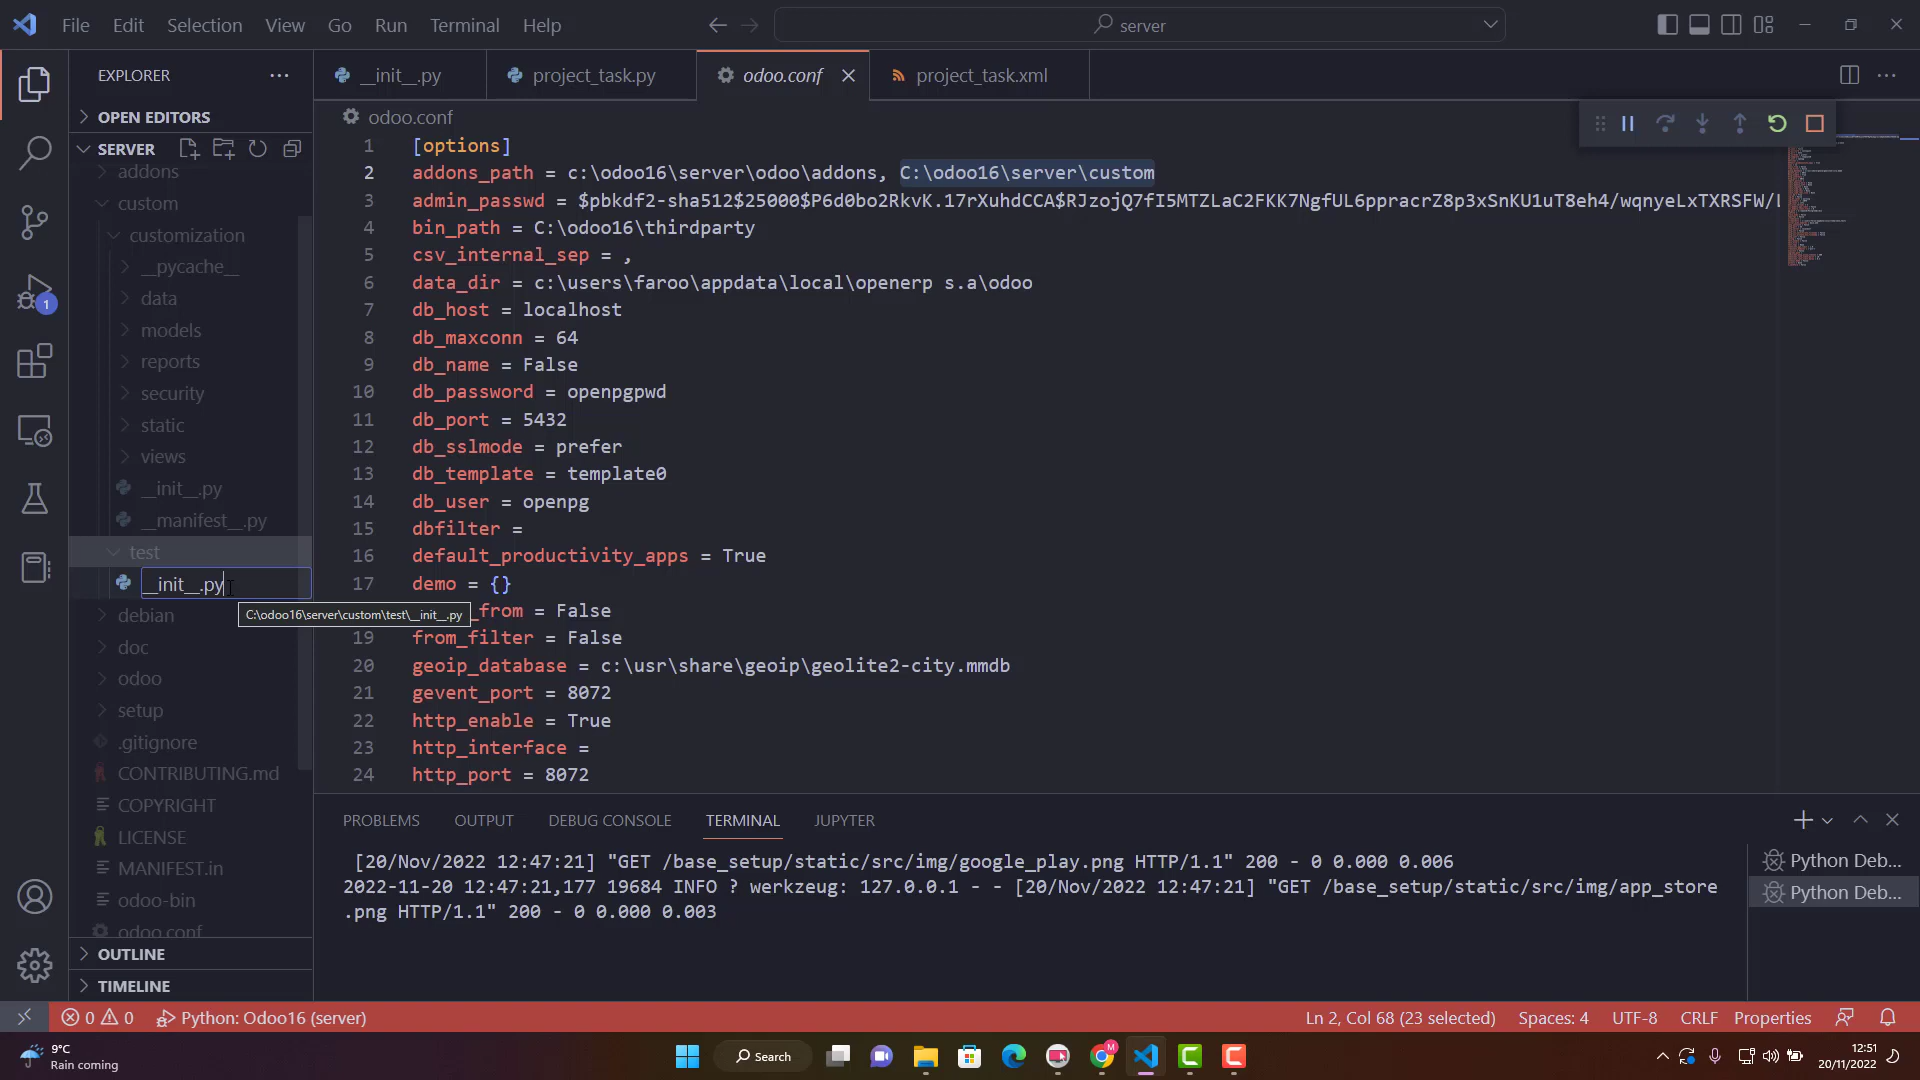 File Edit Selection View Go Run Terminal Help
server
EXPLORER
__init__.py
project_task.py
odoo.conf
project_task.xml
OPEN EDITORS
SERVER
addons
custom
customization
__pycache__
data
models
reports
security
static
views
__init__.py
__manifest__.py
test
__init__.py
C:\odoo16\server\custom\test\__init__.py
debian
doc
odoo
setup
.gitignore
CONTRIBUTING.md
COPYRIGHT
LICENSE
MANIFEST.in
odoo-bin
odoo.conf
OUTLINE
TIMELINE
odoo.conf
1 [options]
2 addons_path = c:\odoo16\server\odoo\addons, C:\odoo16\server\custom
3 admin_passwd = $pbkdf2-sha512$25000$P6d0bo2RkvK.17rXuhdCCA$RJzojQ7fI5MTZLaC2FKK7NgfUL6ppracrZ8p3xSnKU1uT8eh4/wqnyeLxTXRSFW/L
4 bin_path = C:\odoo16\thirdparty
5 csv_internal_sep = ,
6 data_dir = c:\users\faroo\appdata\local\openerp s.a\odoo
7 db_host = localhost
8 db_maxconn = 64
9 db_name = False
10 db_password = openpgpwd
11 db_port = 5432
12 db_sslmode = prefer
13 db_template = template0
14 db_user = openpg
15 dbfilter =
16 default_productivity_apps = True
17 demo = {}
_from = False
19 from_filter = False
20 geoip_database = c:\usr\share\geoip\geolite2-city.mmdb
21 gevent_port = 8072
22 http_enable = True
23 http_interface =
24 http_port = 8072
PROBLEMS OUTPUT DEBUG CONSOLE TERMINAL JUPYTER
[20/Nov/2022 12:47:21] "GET /base_setup/static/src/img/google_play.png HTTP/1.1" 200 - 0 0.000 0.006
2022-11-20 12:47:21,177 19684 INFO ? werkzeug: 127.0.0.1 - - [20/Nov/2022 12:47:21] "GET /base_setup/static/src/img/app_store
.png HTTP/1.1" 200 - 0 0.000 0.003
Python Deb...
Python Deb...
1
0 0 Python: Odoo16 (server)
Ln 2, Col 68 (23 selected) Spaces: 4 UTF-8 CRLF Properties
9°C
Rain coming
Search
M
12:51
20/11/2022